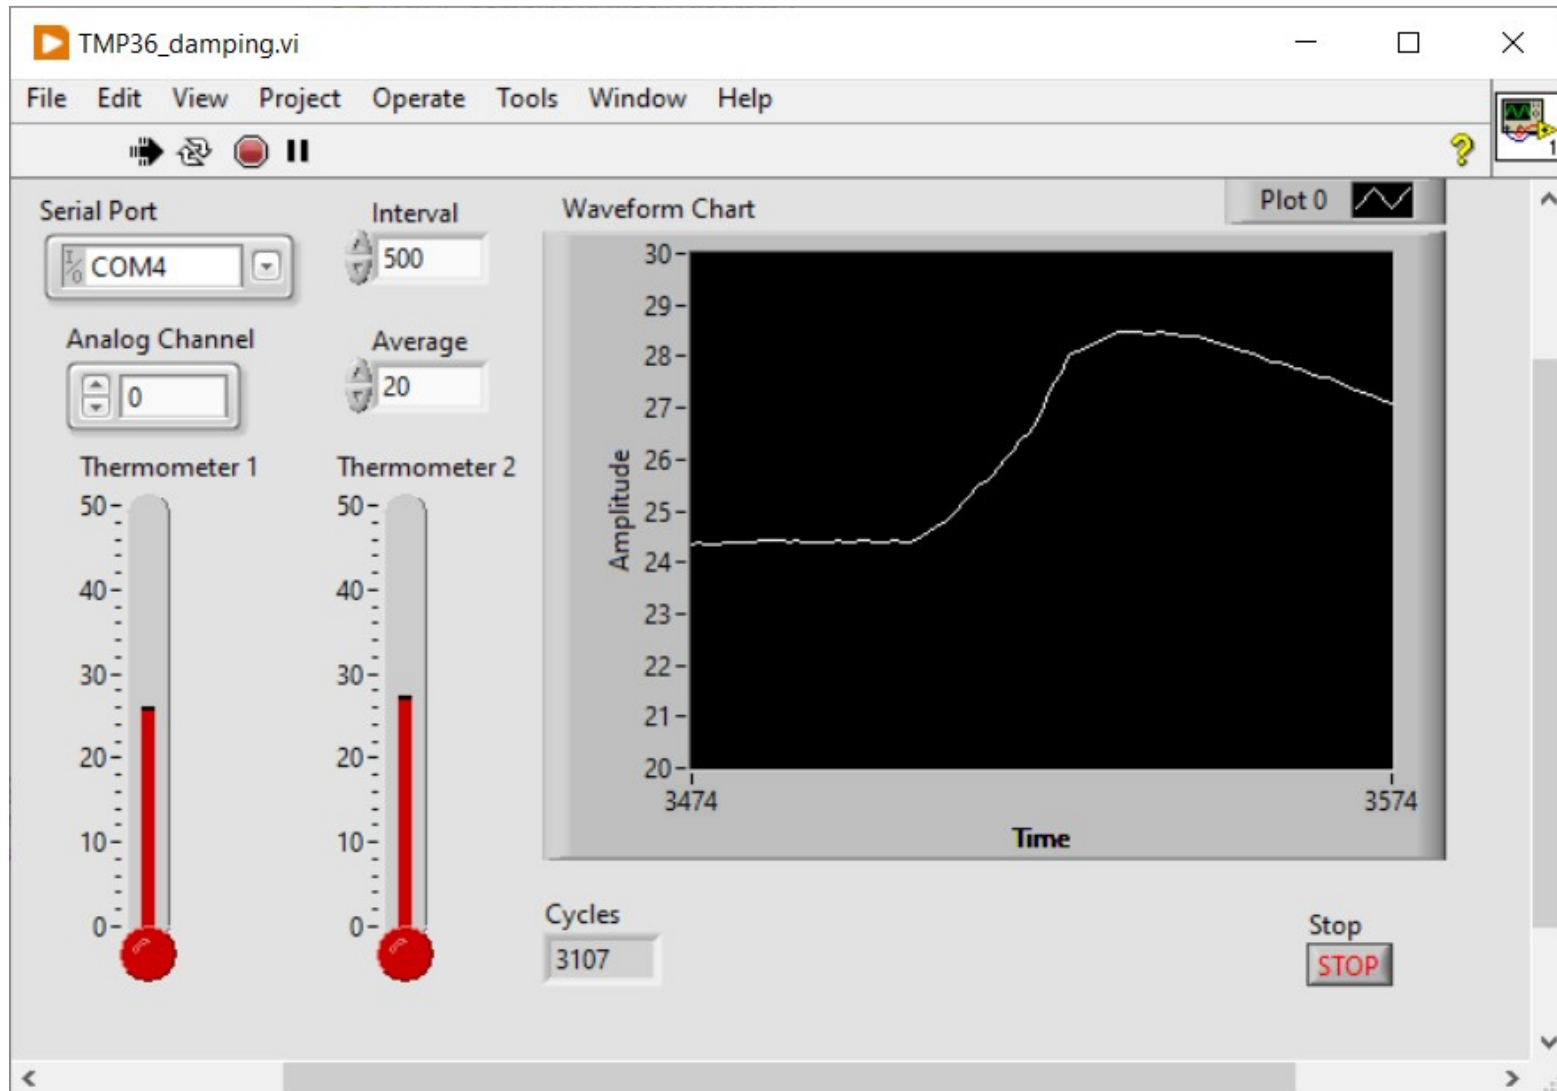 TMP36_damping.vi
File Edit View Project Operate Tools Window Help
1
Serial Port
COM4
Interval
500
Analog Channel
0
Average
20
Thermometer 1
50
40
30
20
10
0
Thermometer 2
50
40
30
20
10
0
Waveform Chart
Plot 0
Amplitude
30
29
28
27
26
25
24
23
22
21
20
3474 3574
Time
Cycles
3107
Stop
STOP